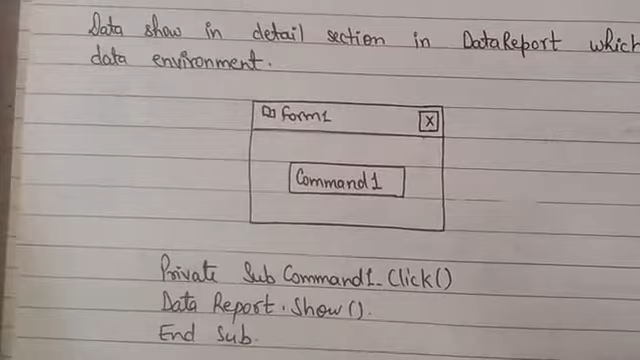 Data show in detail section in DataReport which
data environment.
Form1 X
Command1
Private Sub Command1_Click()
Data Report.Show().
End Sub.